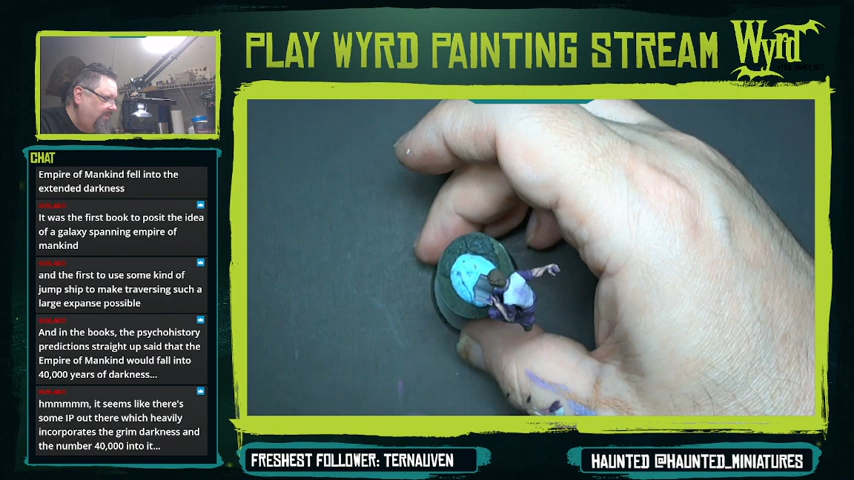 PLAY WYRD PAINTING STREAM
Wyrd
CHAT
Empire of Mankind fell into the
extended darkness
It was the first book to posit the idea
of a galaxy spanning empire of
mankind
and the first to use some kind of
jump ship to make traversing such a
large expanse possible
And in the books, the psychohistory
predictions straight up said that the
Empire of Mankind would fall into
40,000 years of darkness...
hmmmmm, it seems like there's
some IP out there which heavily
incorporates the grim darkness and
the number 40,000 into it...
FRESHEST FOLLOWER: TERNAUVEN
HAUNTED @HAUNTED_MINIATURES